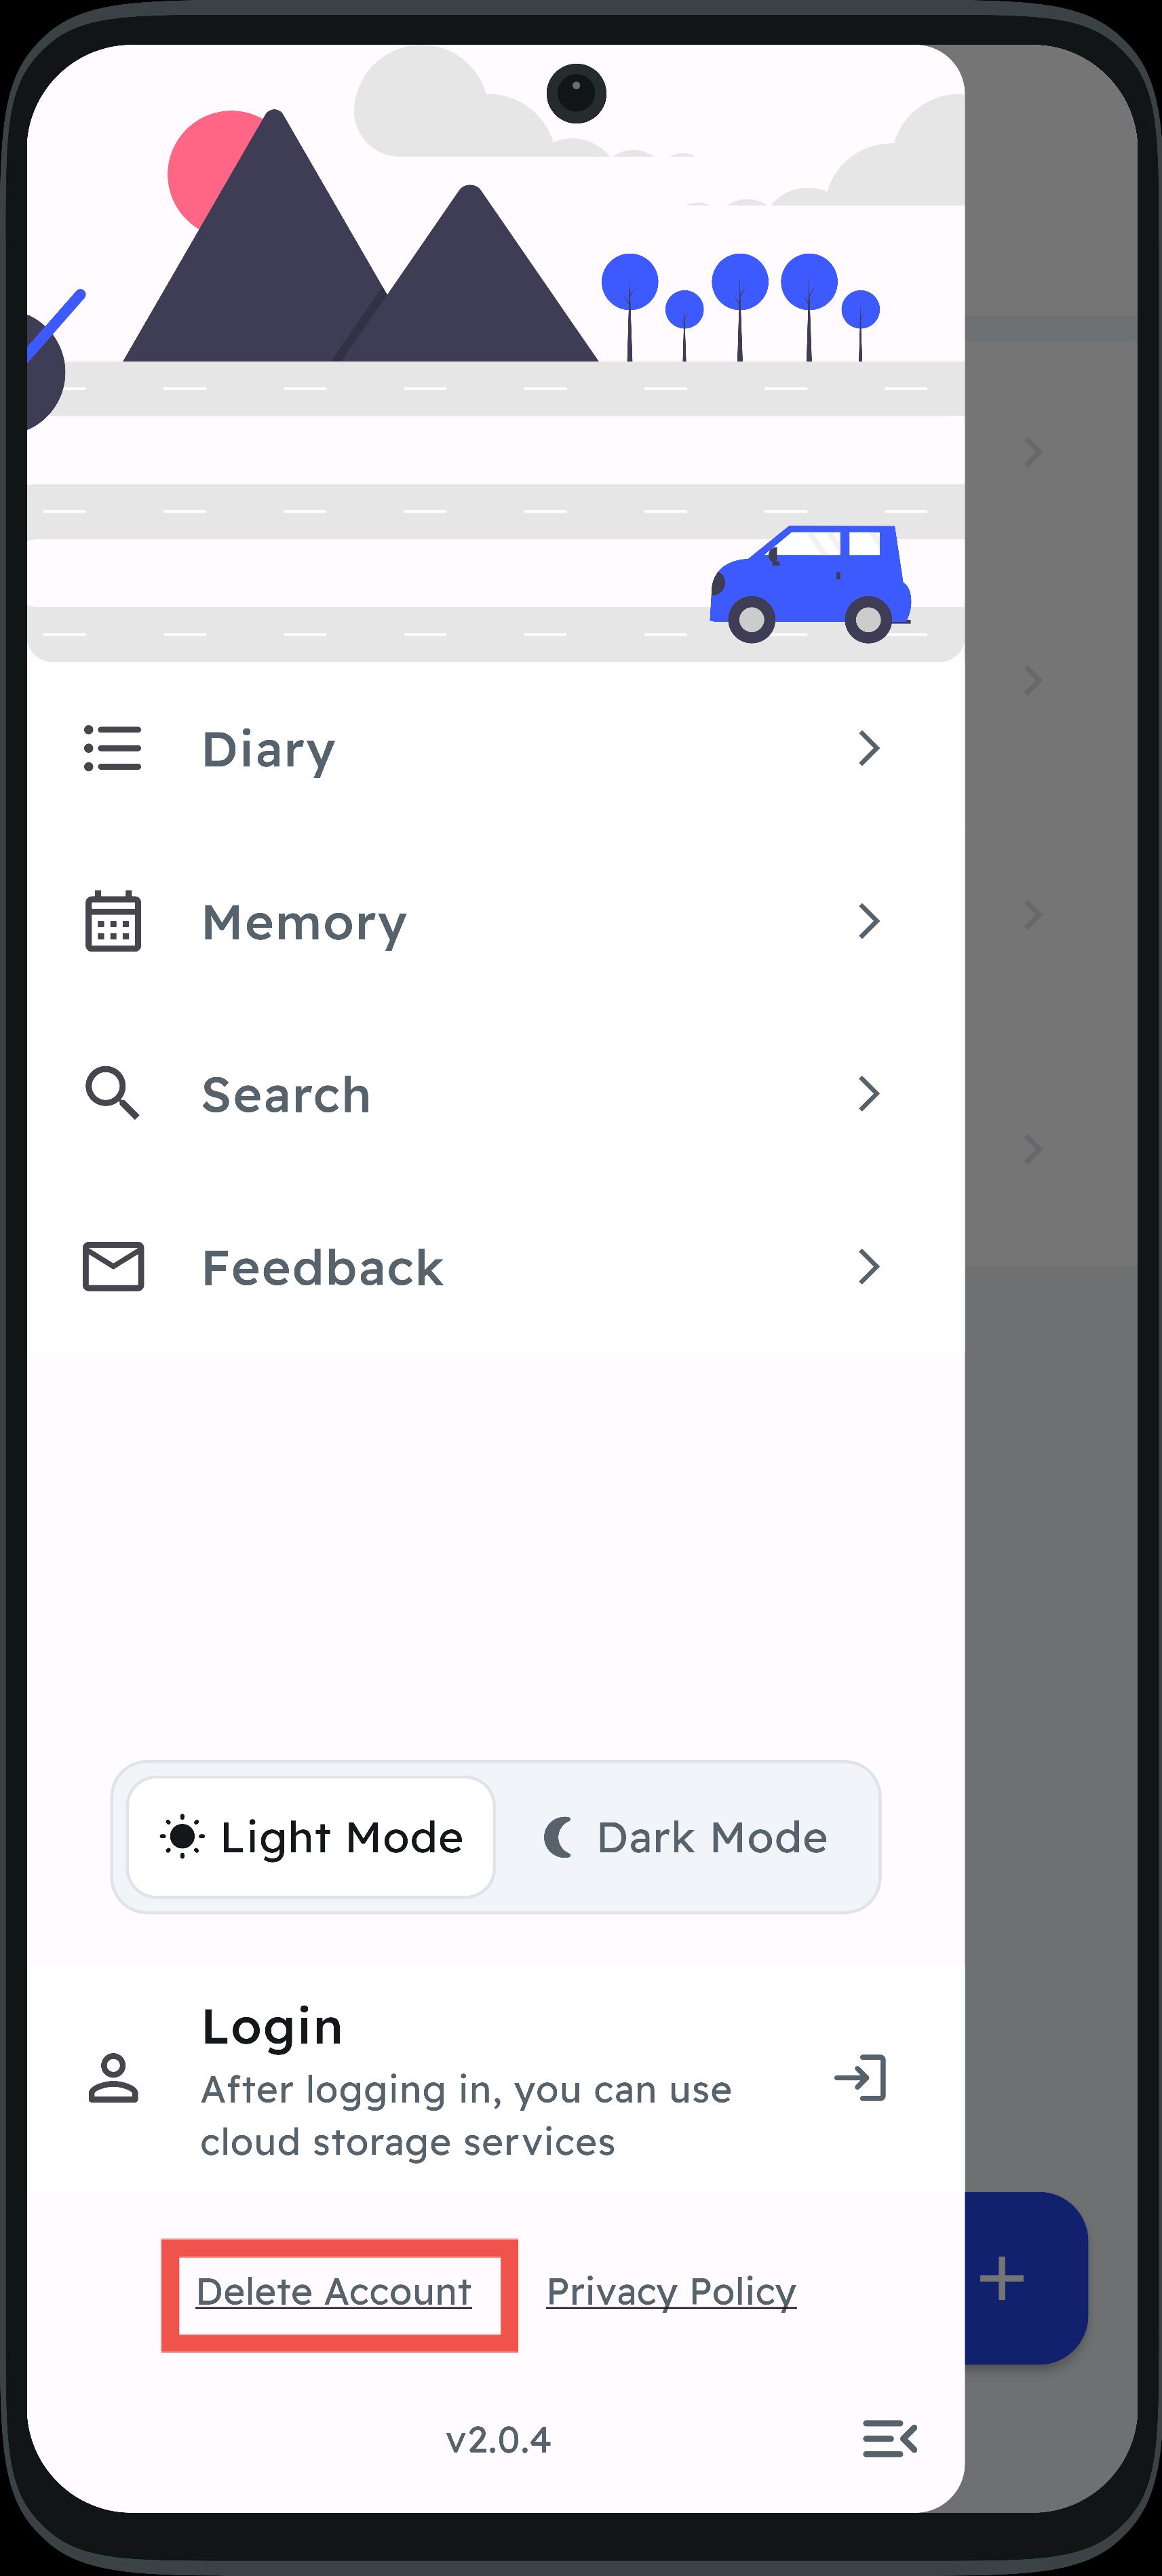 Diary
Memory
Search
Feedback
Light Mode
Dark Mode
Login
After logging in, you can use
cloud storage services
Delete Account
Privacy Policy
v2.0.4